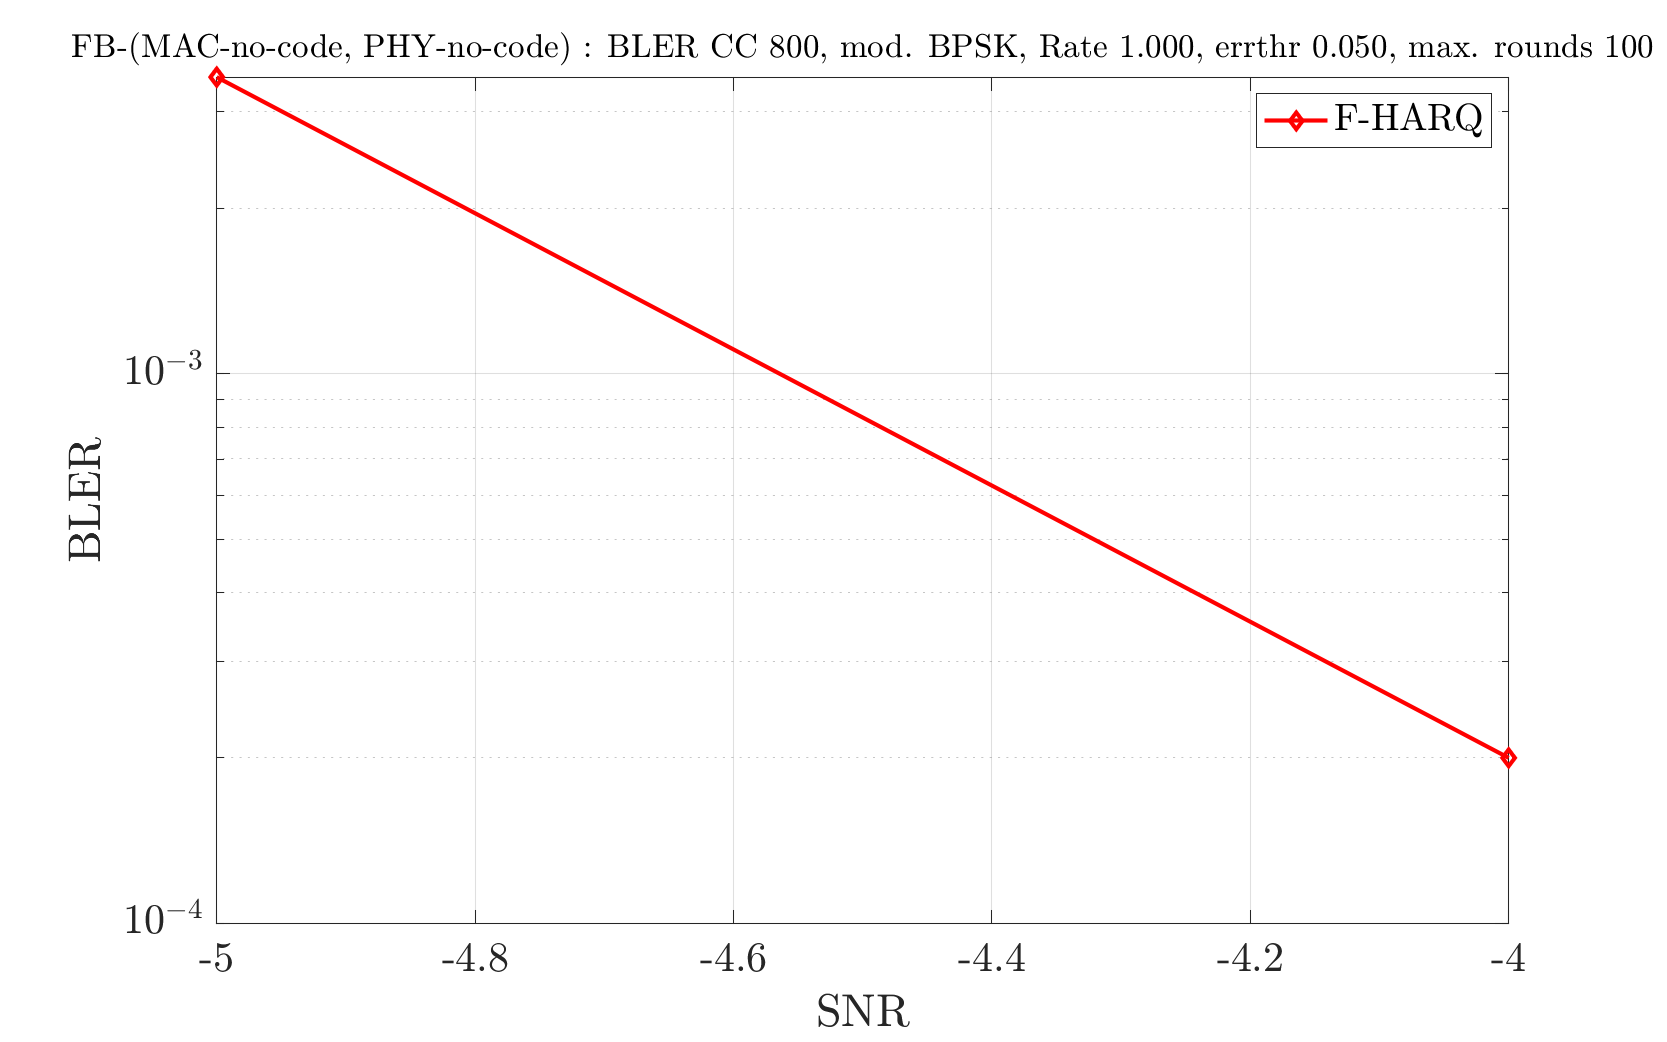 FB-(MAC-no-code, PHY-no-code) : BLER CC 800, mod. BPSK, Rate 1.000, errthr 0.050, max. rounds 100
F-HARQ
10^{-3}
BLER
10^{-4}
-5 -4.8 -4.6 -4.4 -4.2 -4
SNR